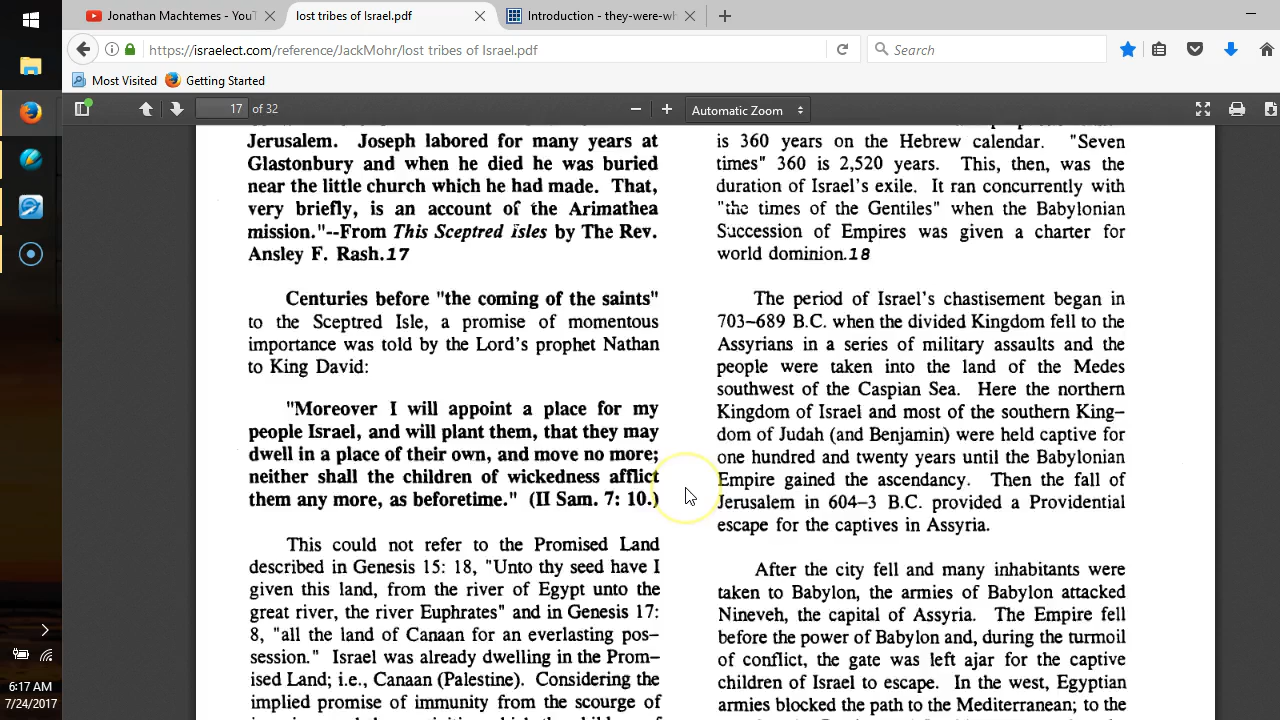 Jonathan Machtemes - YouT
lost tribes of Israel.pdf
Introduction - they-were-wh
https://israelect.com/reference/JackMohr/lost tribes of Israel.pdf
Search
Most Visited
Getting Started
17 of 32
Automatic Zoom
Jerusalem. Joseph labored for many years at
Glastonbury and when he died he was buried
near the little church which he had made. That,
very briefly, is an account of the Arimathea
mission."--From This Sceptred Isles by The Rev.
Ansley F. Rash.17
Centuries before "the coming of the saints"
to the Sceptred Isle, a promise of momentous
importance was told by the Lord's prophet Nathan
to King David:
"Moreover I will appoint a place for my
people Israel, and will plant them, that they may
dwell in a place of their own, and move no more;
neither shall the children of wickedness afflict
them any more, as beforetime." (II Sam. 7: 10.)
This could not refer to the Promised Land
described in Genesis 15: 18, "Unto thy seed have I
given this land, from the river of Egypt unto the
great river, the river Euphrates" and in Genesis 17:
8, "all the land of Canaan for an everlasting pos-
session." Israel was already dwelling in the Prom-
ised Land; i.e., Canaan (Palestine). Considering the
implied promise of immunity from the scourge of
is 360 years on the Hebrew calendar. "Seven
times" 360 is 2,520 years. This, then, was the
duration of Israel's exile. It ran concurrently with
"the times of the Gentiles" when the Babylonian
Succession of Empires was given a charter for
world dominion.18
The period of Israel's chastisement began in
703-689 B.C. when the divided Kingdom fell to the
Assyrians in a series of military assaults and the
people were taken into the land of the Medes
southwest of the Caspian Sea. Here the northern
Kingdom of Israel and most of the southern King-
dom of Judah (and Benjamin) were held captive for
one hundred and twenty years until the Babylonian
Empire gained the ascendancy. Then the fall of
Jerusalem in 604-3 B.C. provided a Providential
escape for the captives in Assyria.
After the city fell and many inhabitants were
taken to Babylon, the armies of Babylon attacked
Nineveh, the capital of Assyria. The Empire fell
before the power of Babylon and, during the turmoil
of conflict, the gate was left ajar for the captive
children of Israel to escape. In the west, Egyptian
armies blocked the path to the Mediterranean; to the
6:17 AM
7/24/2017